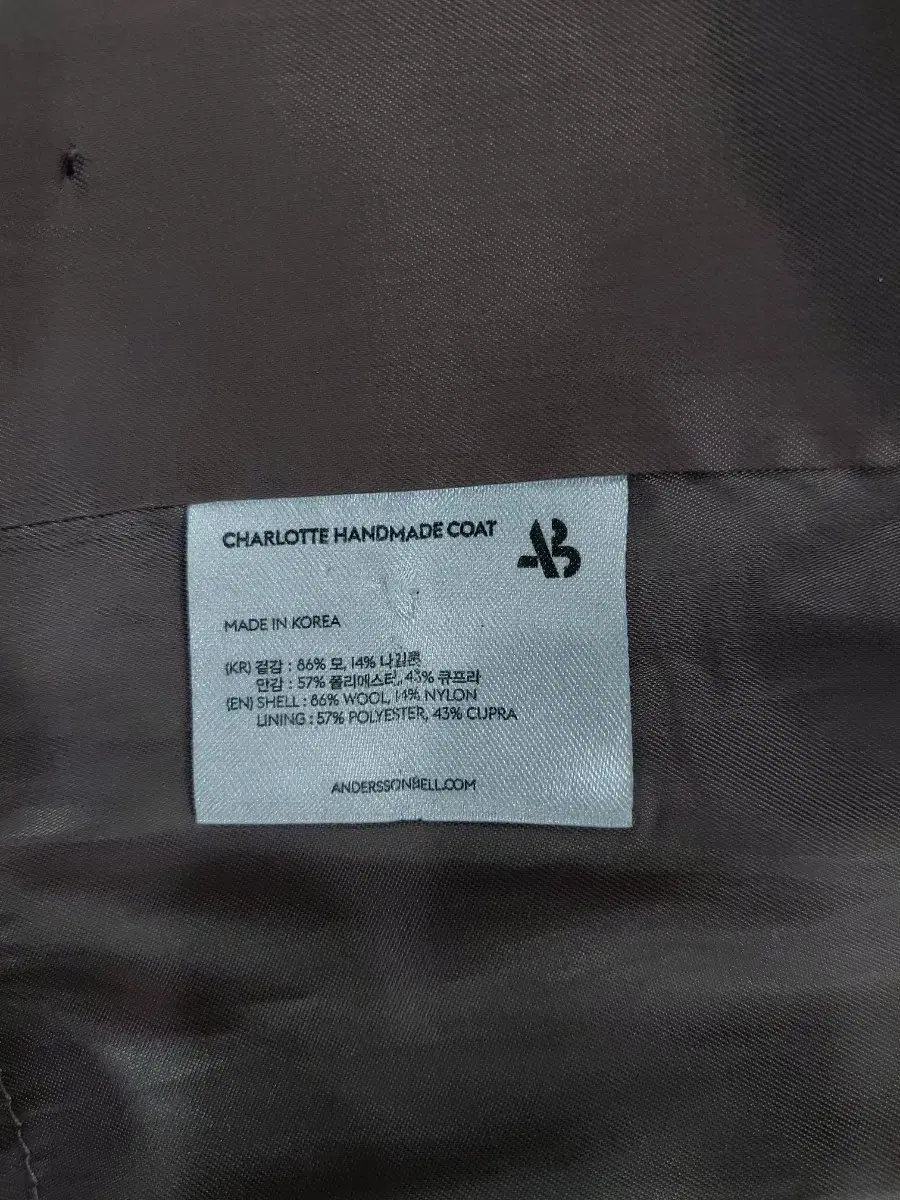 CHARLOTTE HANDMADE COAT
AB
MADE IN KOREA
(KR) 겉감 : 86% 모, 14% 나일론
안감 : 57% 폴리에스터, 43% 큐프라
(EN) SHELL : 86% WOOL, 14% NYLON
LINING : 57% POLYESTER, 43% CUPRA
ANDERSSONBELL.COM